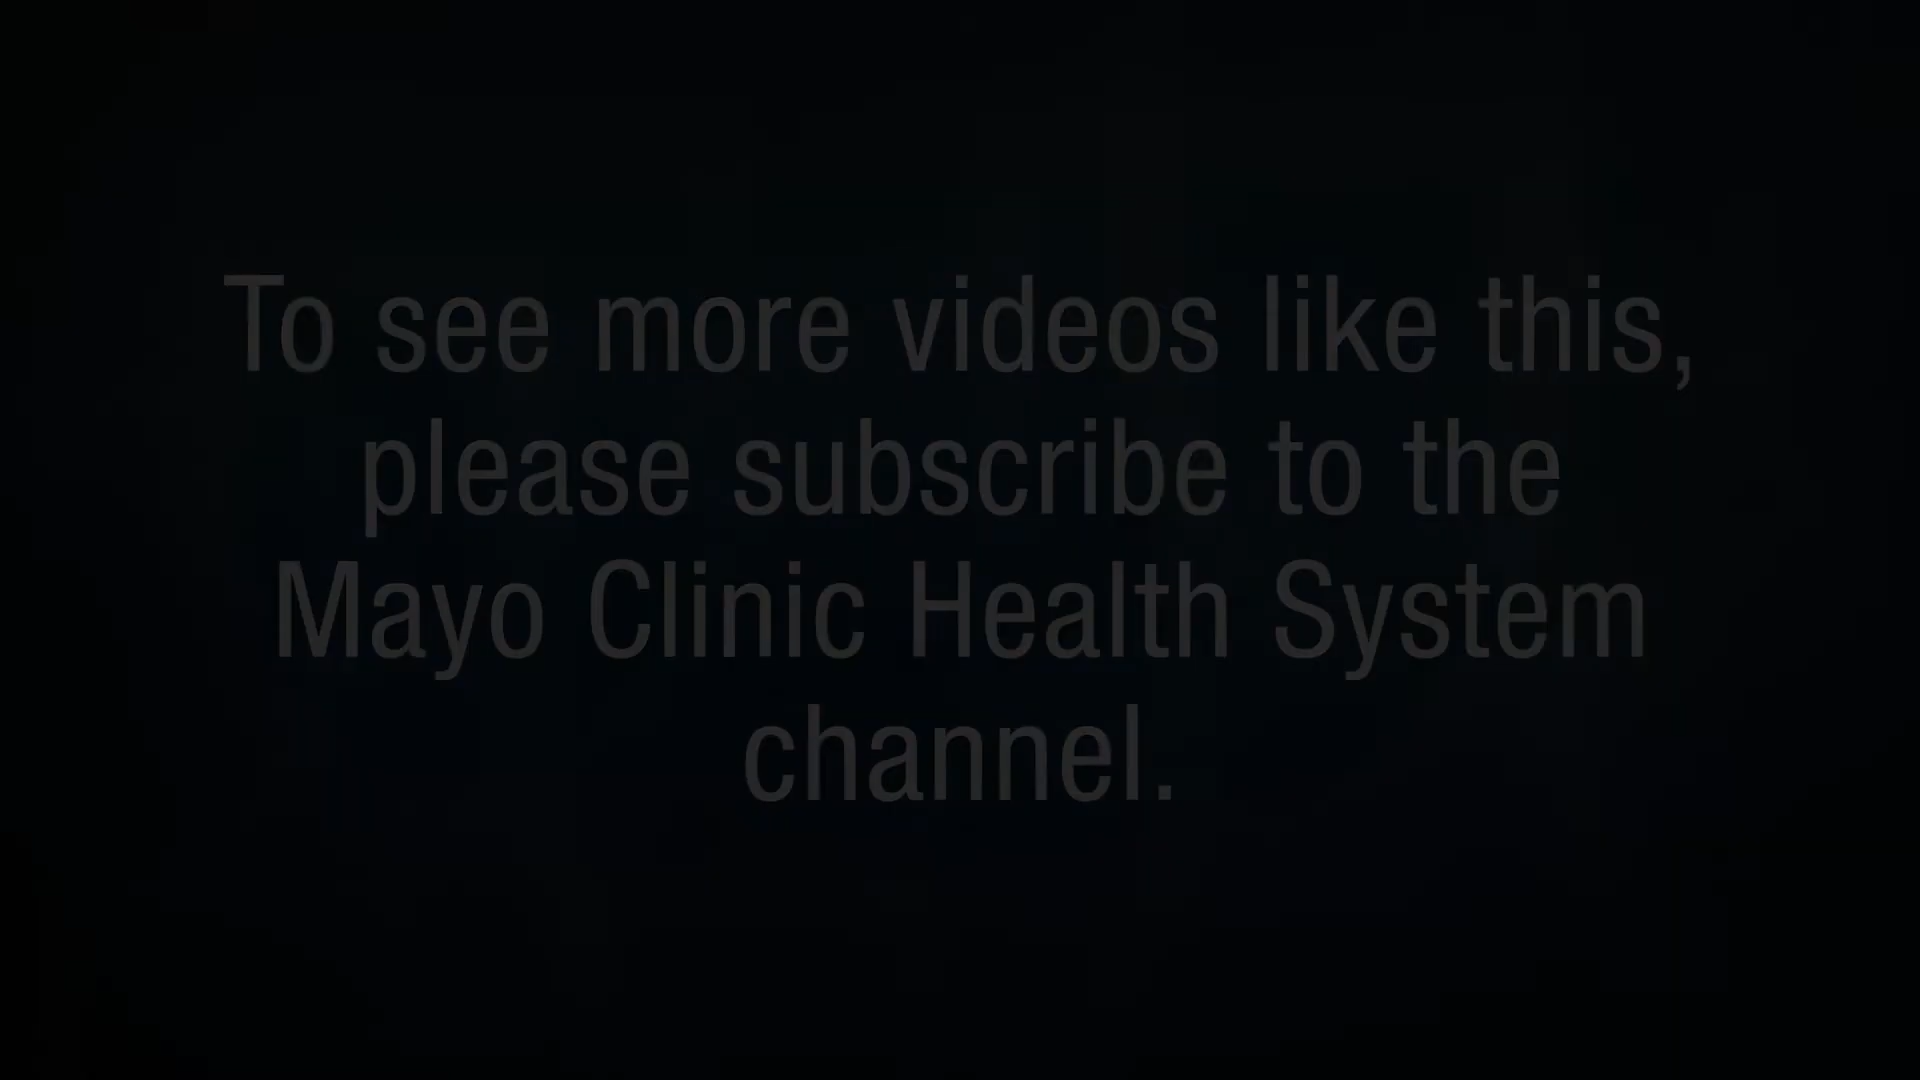 To see more videos like this,
please subscribe to the
Mayo Clinic Health System
channel.